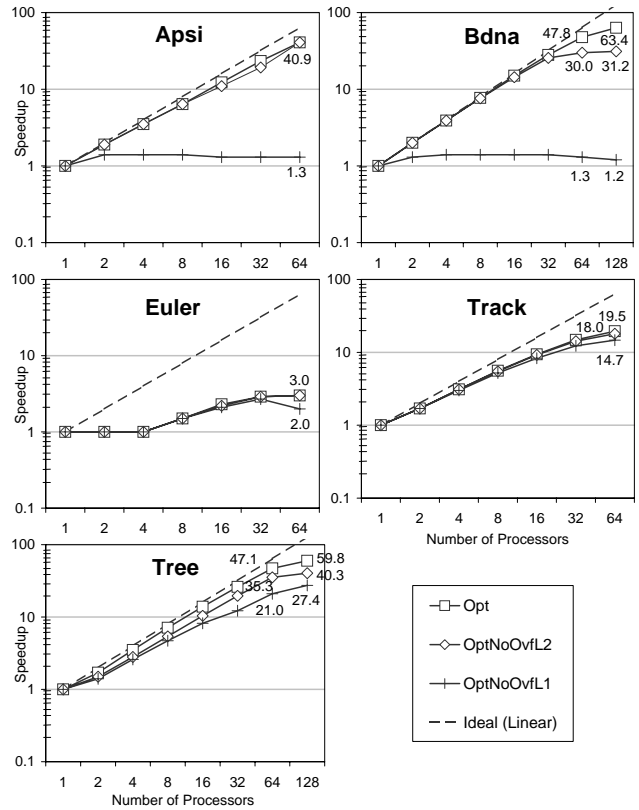 Apsi
Speedup
100
10
1
0.1
40.9
1.3
1 2 4 8 16 32 64
Bdna
100
10
1
0.1
47.8
63.4
30.0
31.2
1.3
1.2
1 2 4 8 16 32 64 128
Euler
Speedup
100
10
1
0.1
3.0
2.0
1 2 4 8 16 32 64
Track
Speedup
100
10
1
0.1
19.5
18.0
14.7
1 2 4 8 16 32 64
Number of Processors
Tree
Speedup
100
10
1
0.1
47.1
59.8
35.3
40.3
21.0
27.4
1 2 4 8 16 32 64 128
Number of Processors
Opt
OptNoOvfL2
OptNoOvfL1
Ideal (Linear)